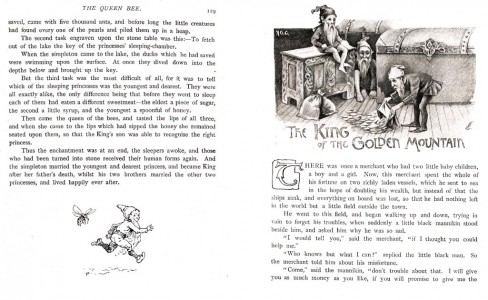 THE QUEEN BEE. 119
saved, came with five thousand ants, and before long the little creatures
had found every one of the pearls and piled them up in a heap.
The second task engraven upon the stone table was this:—To fetch
out of the lake the key of the princesses' sleeping-chamber.
When the simpleton came to the lake, the ducks which he had saved
were swimming upon the surface. At once they dived down into the
depths below and brought up the key.
But the third task was the most difficult of all, for it was to tell
which of the sleeping princesses was the youngest and dearest. They were
all exactly alike, the only difference being that before they went to sleep
each of them had eaten a different sweetmeat—the eldest a piece of sugar,
the second a little syrup, and the youngest a spoonful of honey.
Then came the queen of the bees, and tasted the lips of all three,
and when she came to the lips which had sipped the honey she remained
seated upon them, so that the King's son was able to recognise the right
princess.
Thus the enchantment was at an end, the sleepers awoke, and those
who had been turned into stone received their human forms again. And
the simpleton married the youngest and dearest princess, and became King
after her father's death, whilst his two brothers married the other two
princesses, and lived happily ever after.
THE KING
OF THE GOLDEN MOUNTAIN
THERE was once a merchant who had two little baby children,
a boy and a girl. Now, this merchant spent the whole of
his fortune on two richly laden vessels, which he sent to sea
in the hope of doubling his wealth, but instead of that the
ships sank, and everything on board was lost, so that he had nothing left
in the world but a little field outside the town.
He went to this field, and began walking up and down, trying in
vain to forget his troubles, when suddenly a little black mannikin stood
beside him, and asked him why he was so sad.
"I would tell you," said the merchant, "if I thought you could
help me."
"Who knows but what I can?" replied the little black man. So
the merchant told him about his misfortune.
"Come," said the mannikin, "don't trouble about that. I will give
you as much money as you like, if you will promise to give me the